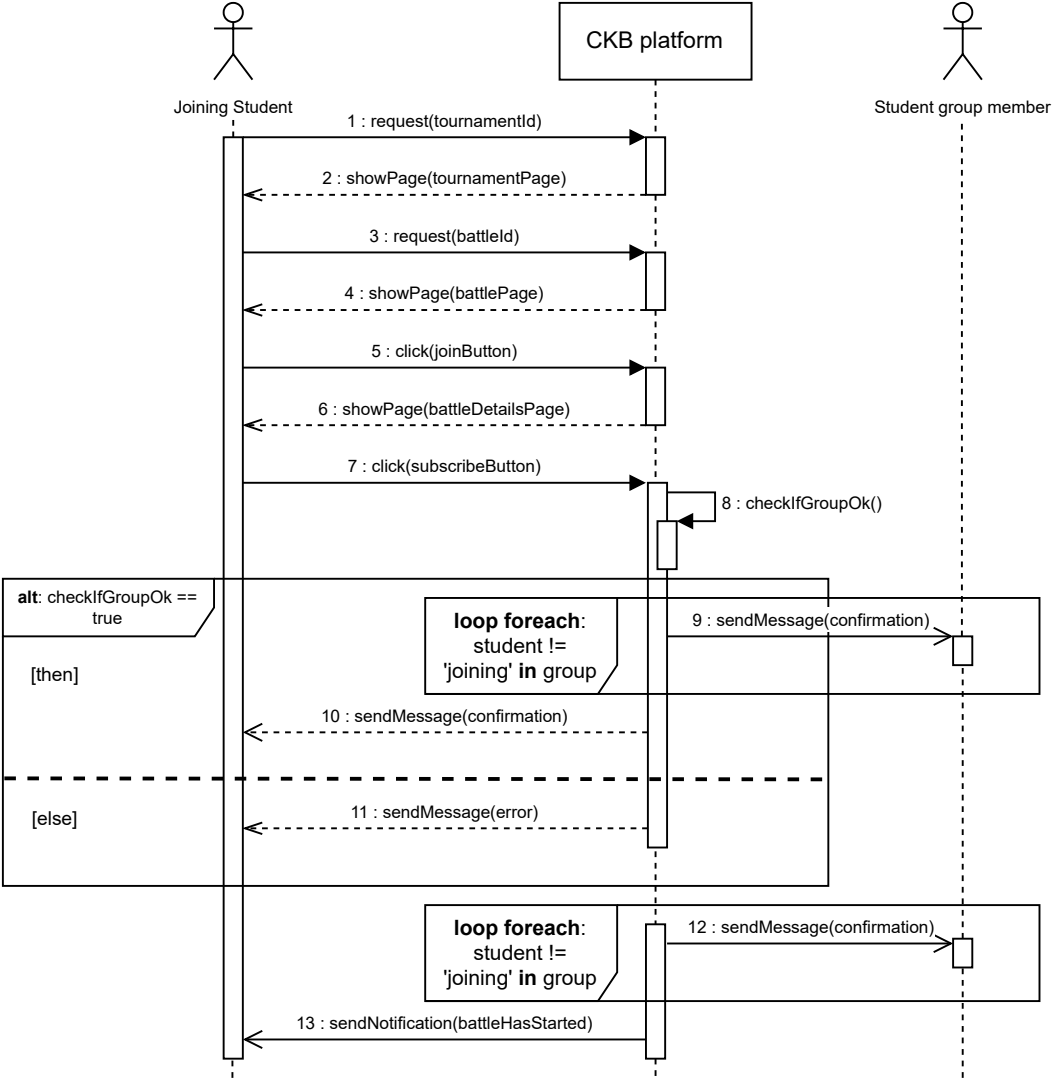 CKB platform
Joining Student
Student group member
1 : request(tournamentId)
2 : showPage(tournamentPage)
3 : request(battleId)
4 : showPage(battlePage)
5 : click(joinButton)
6 : showPage(battleDetailsPage)
7 : click(subscribeButton)
8 : checkIfGroupOk()
alt: checkIfGroupOk ==
true
[then]
loop foreach:
student !=
'joining' in group
9 : sendMessage(confirmation)
10 : sendMessage(confirmation)
[else]
11 : sendMessage(error)
loop foreach:
student !=
'joining' in group
12 : sendMessage(confirmation)
13 : sendNotification(battleHasStarted)